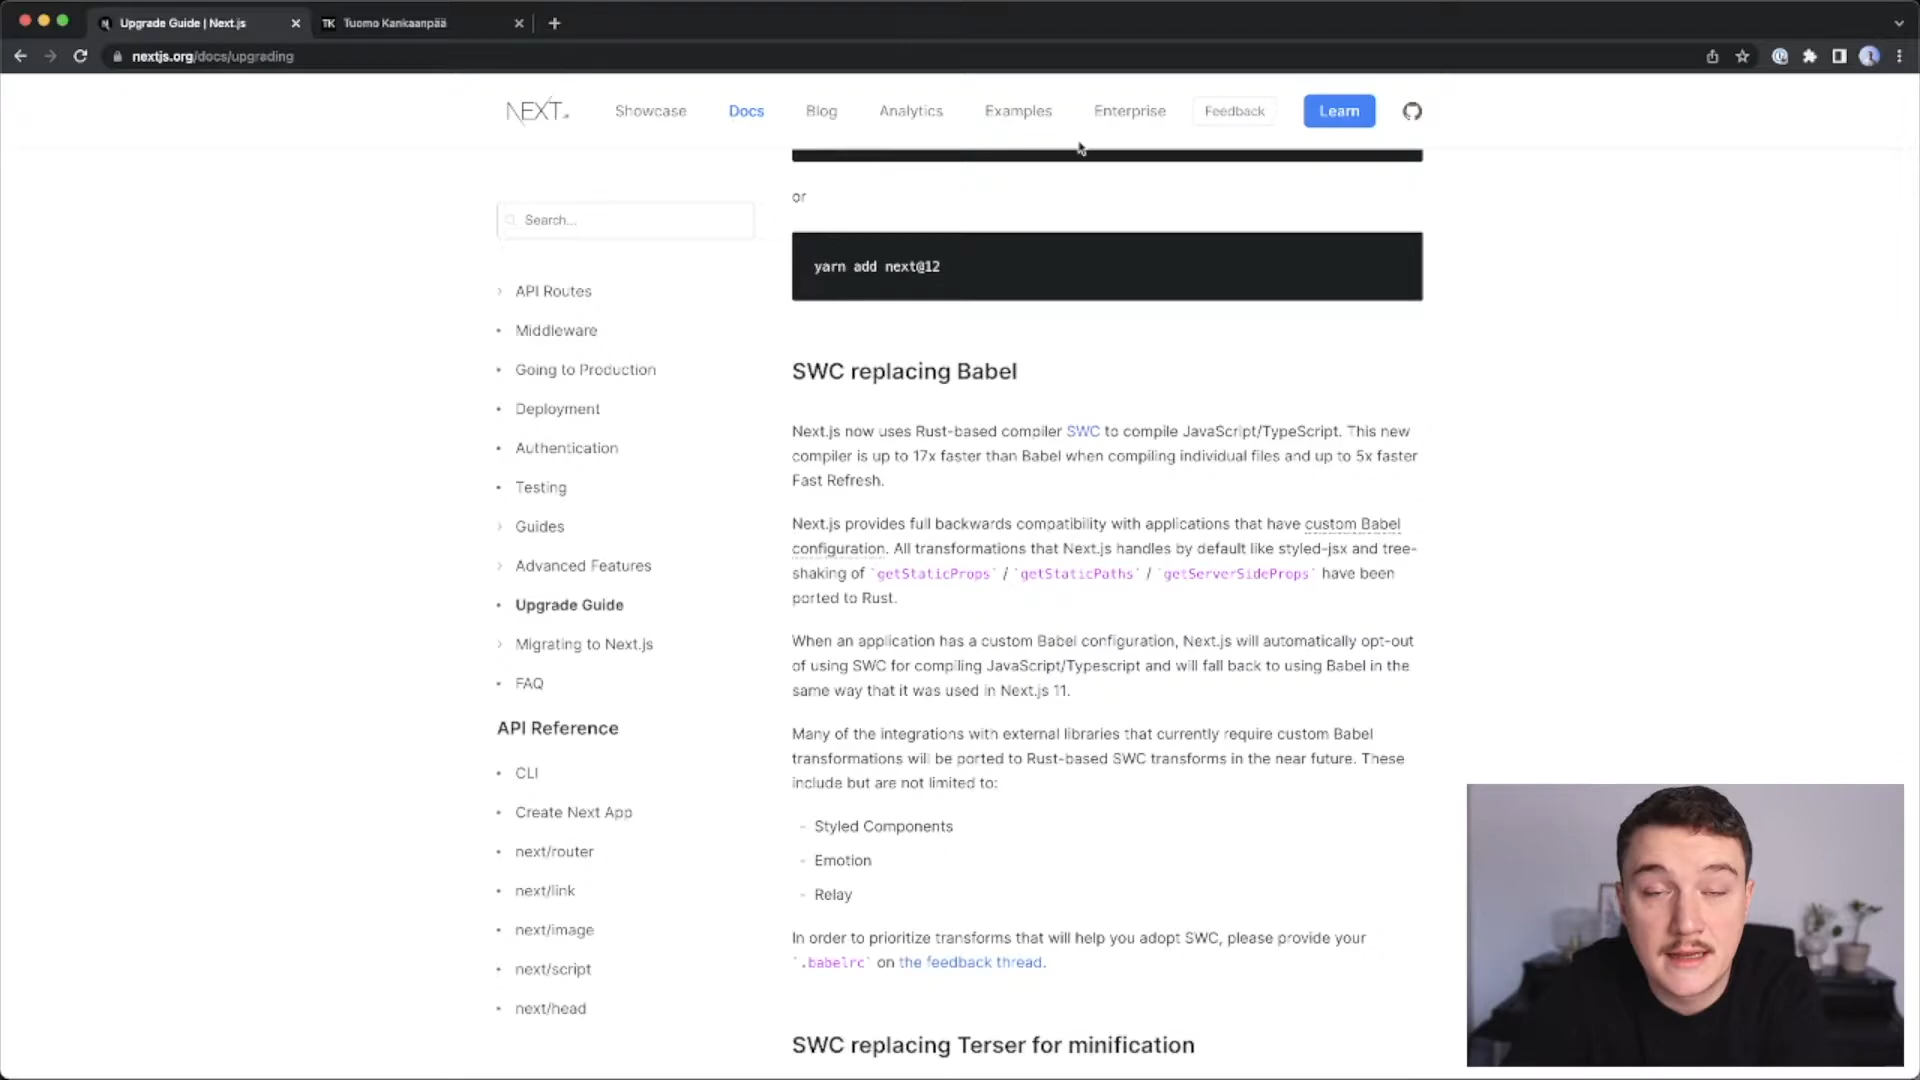 Upgrade Guide | Next.js
TK Tuomo Kankaanpää
nextjs.org/docs/upgrading
NEXT.JS
Showcase
Docs
Blog
Analytics
Examples
Enterprise
Feedback
Learn
Search...
API Routes
Middleware
Going to Production
Deployment
Authentication
Testing
Guides
Advanced Features
Upgrade Guide
Migrating to Next.js
FAQ
API Reference
CLI
Create Next App
next/router
next/link
next/image
next/script
next/head
or
yarn add next@12
SWC replacing Babel
Next.js now uses Rust-based compiler SWC to compile JavaScript/TypeScript. This new
compiler is up to 17x faster than Babel when compiling individual files and up to 5x faster
Fast Refresh.
Next.js provides full backwards compatibility with applications that have custom Babel
configuration. All transformations that Next.js handles by default like styled-jsx and tree-
shaking of `getStaticProps` / `getStaticPaths` / `getServerSideProps` have been
ported to Rust.
When an application has a custom Babel configuration, Next.js will automatically opt-out
of using SWC for compiling JavaScript/Typescript and will fall back to using Babel in the
same way that it was used in Next.js 11.
Many of the integrations with external libraries that currently require custom Babel
transformations will be ported to Rust-based SWC transforms in the near future. These
include but are not limited to:
- Styled Components
- Emotion
- Relay
In order to prioritize transforms that will help you adopt SWC, please provide your
`.babelrc` on the feedback thread.
SWC replacing Terser for minification